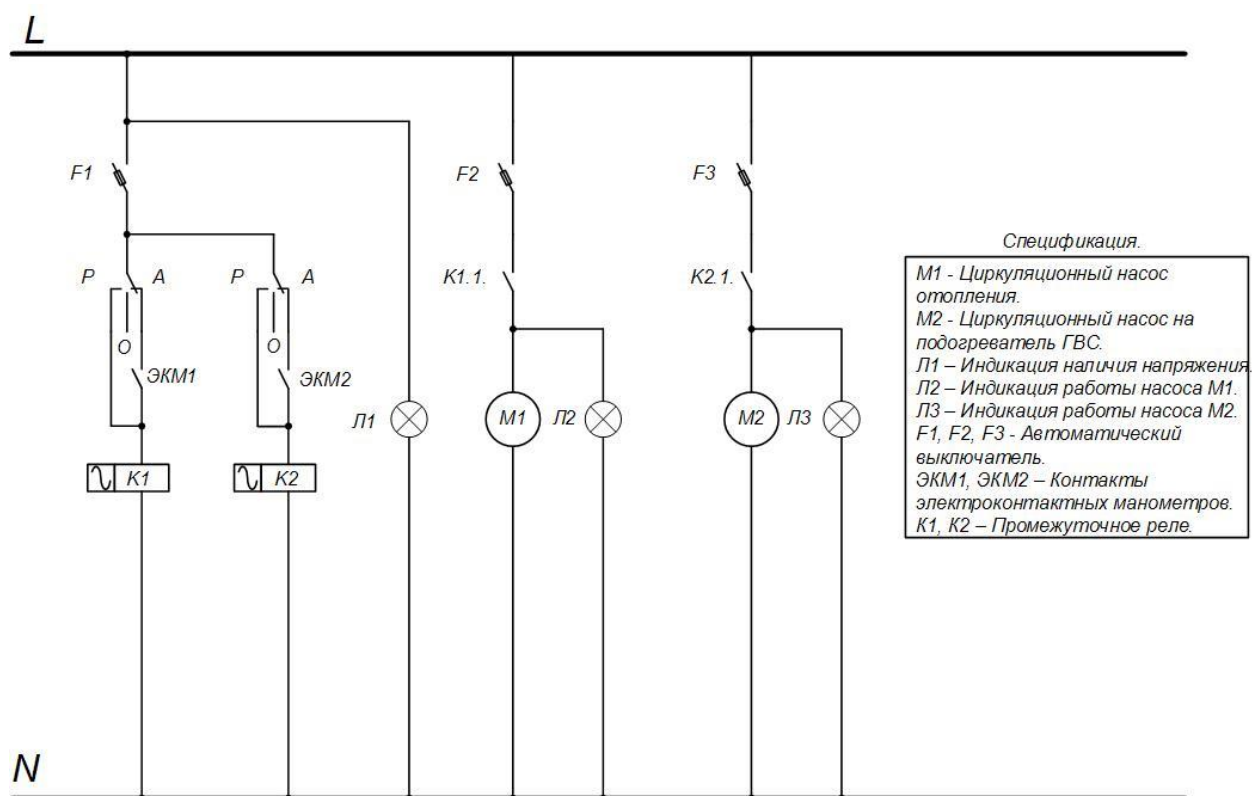 L
F1
F2
F3
P
A
P
A
K1.1.
K2.1.
O
O
ЭКМ1
ЭКМ2
Л1
M1
Л2
M2
Л3
K1
K2
N
Спецификация.
М1 - Циркуляционный насос
отопления.
М2 - Циркуляционный насос на
подогреватель ГВС.
Л1 – Индикация наличия напряжения.
Л2 – Индикация работы насоса М1.
Л3 – Индикация работы насоса М2.
F1, F2, F3 - Автоматический
выключатель.
ЭКМ1, ЭКМ2 – Контакты
электроконтактных манометров.
К1, К2 – Промежуточное реле.